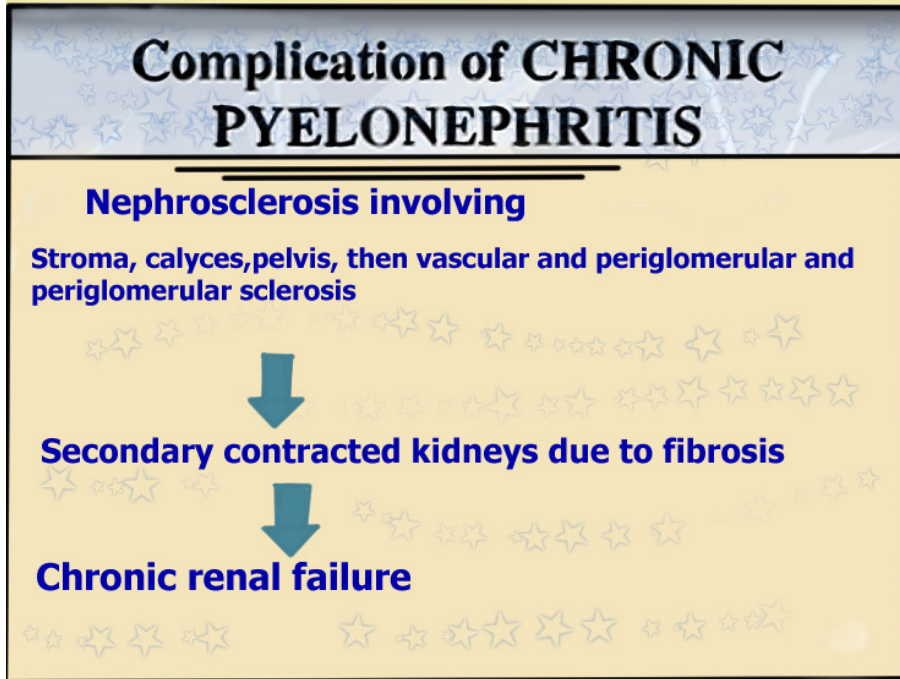 Complication of CHRONIC
PYELONEPHRITIS
Nephrosclerosis involving
Stroma, calyces,pelvis, then vascular and periglomerular and
periglomerular sclerosis
Secondary contracted kidneys due to fibrosis
Chronic renal failure